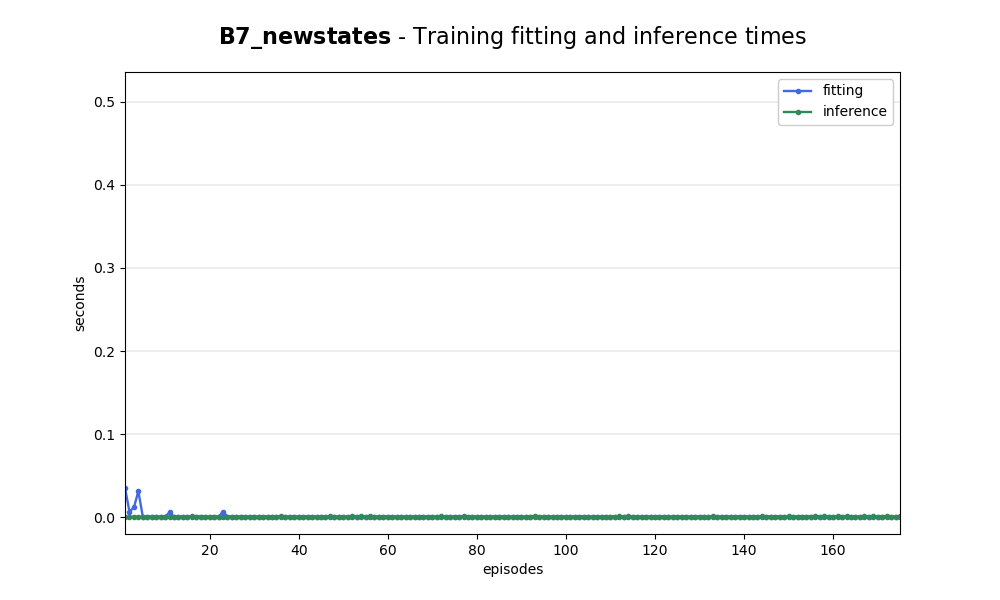 B7_newstates - Training fitting and inference times
fitting
inference
0.5
0.4
0.3
0.2
0.1
0.0
seconds
20 40 60 80 100 120 140 160
episodes